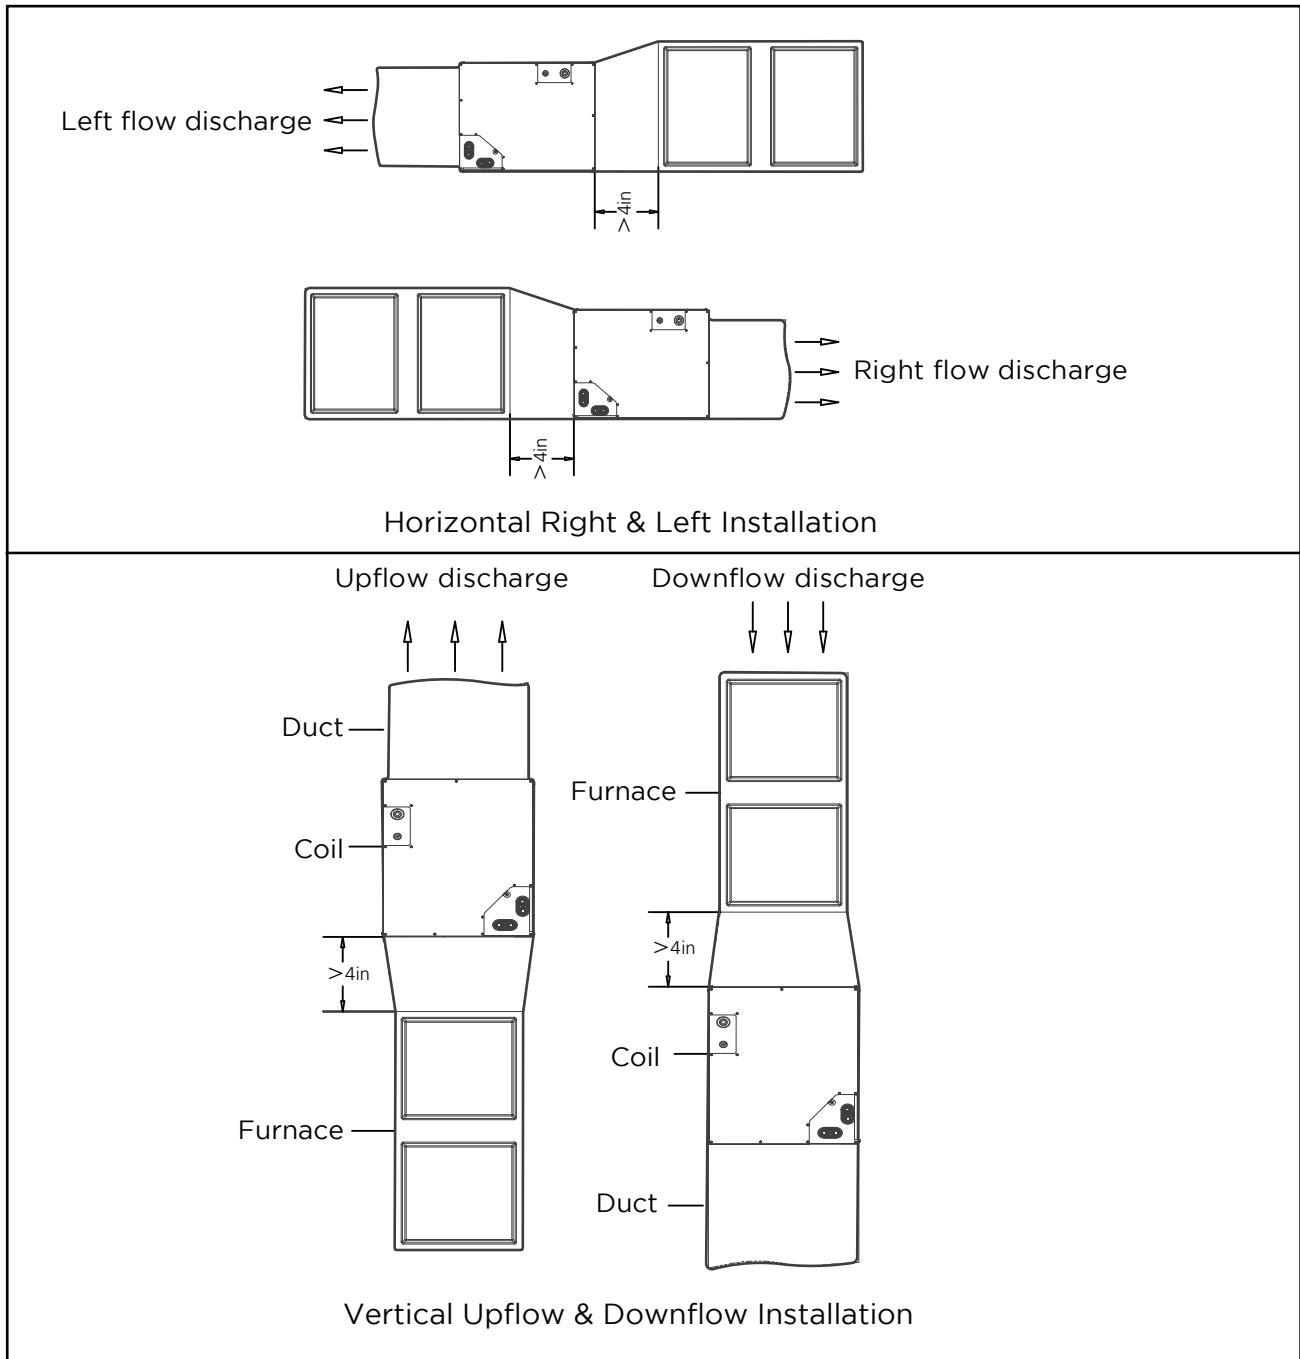 Left flow discharge
>4in
Right flow discharge
>4in
Horizontal Right & Left Installation
Upflow discharge
Downflow discharge
Duct
Furnace
Coil
>4in
>4in
Coil
Furnace
Duct
Vertical Upflow & Downflow Installation